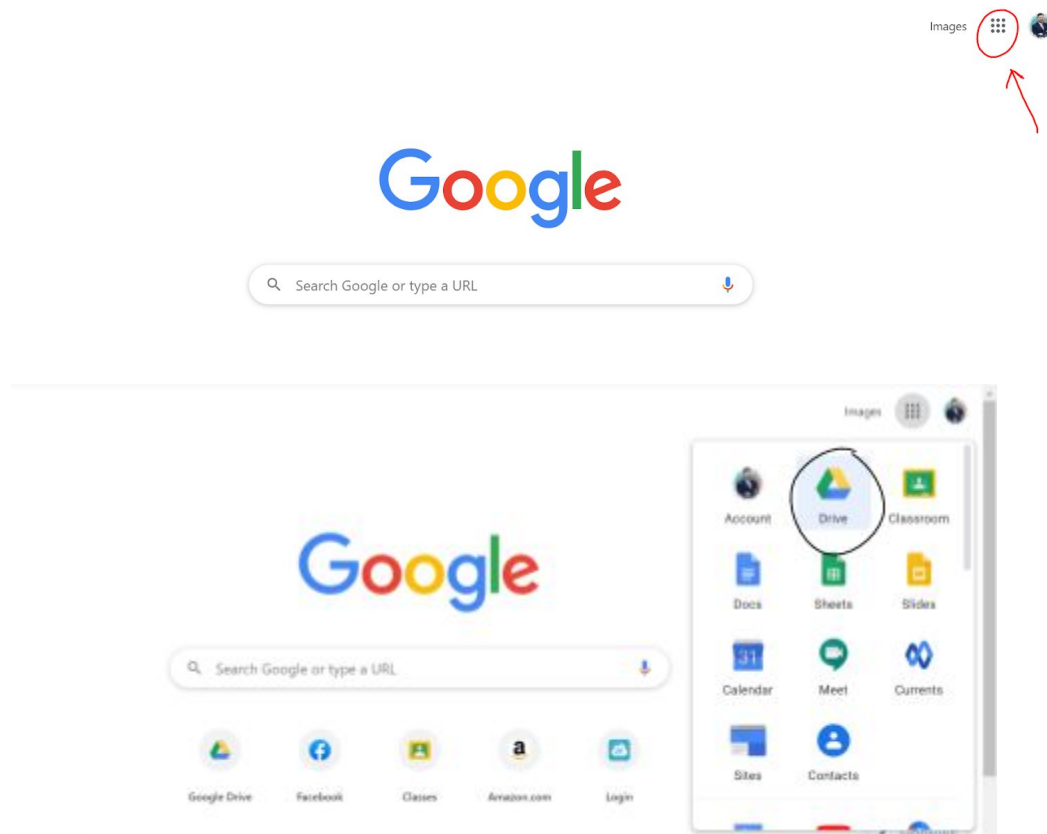 Images
Google
Search Google or type a URL
Images
Account Drive Classroom
Google
Docs Sheets Slides
Search Google or type a URL
31
Calendar Meet Currents
Sites Contacts
a
Google Drive Facebook Classes Amazon.com Login